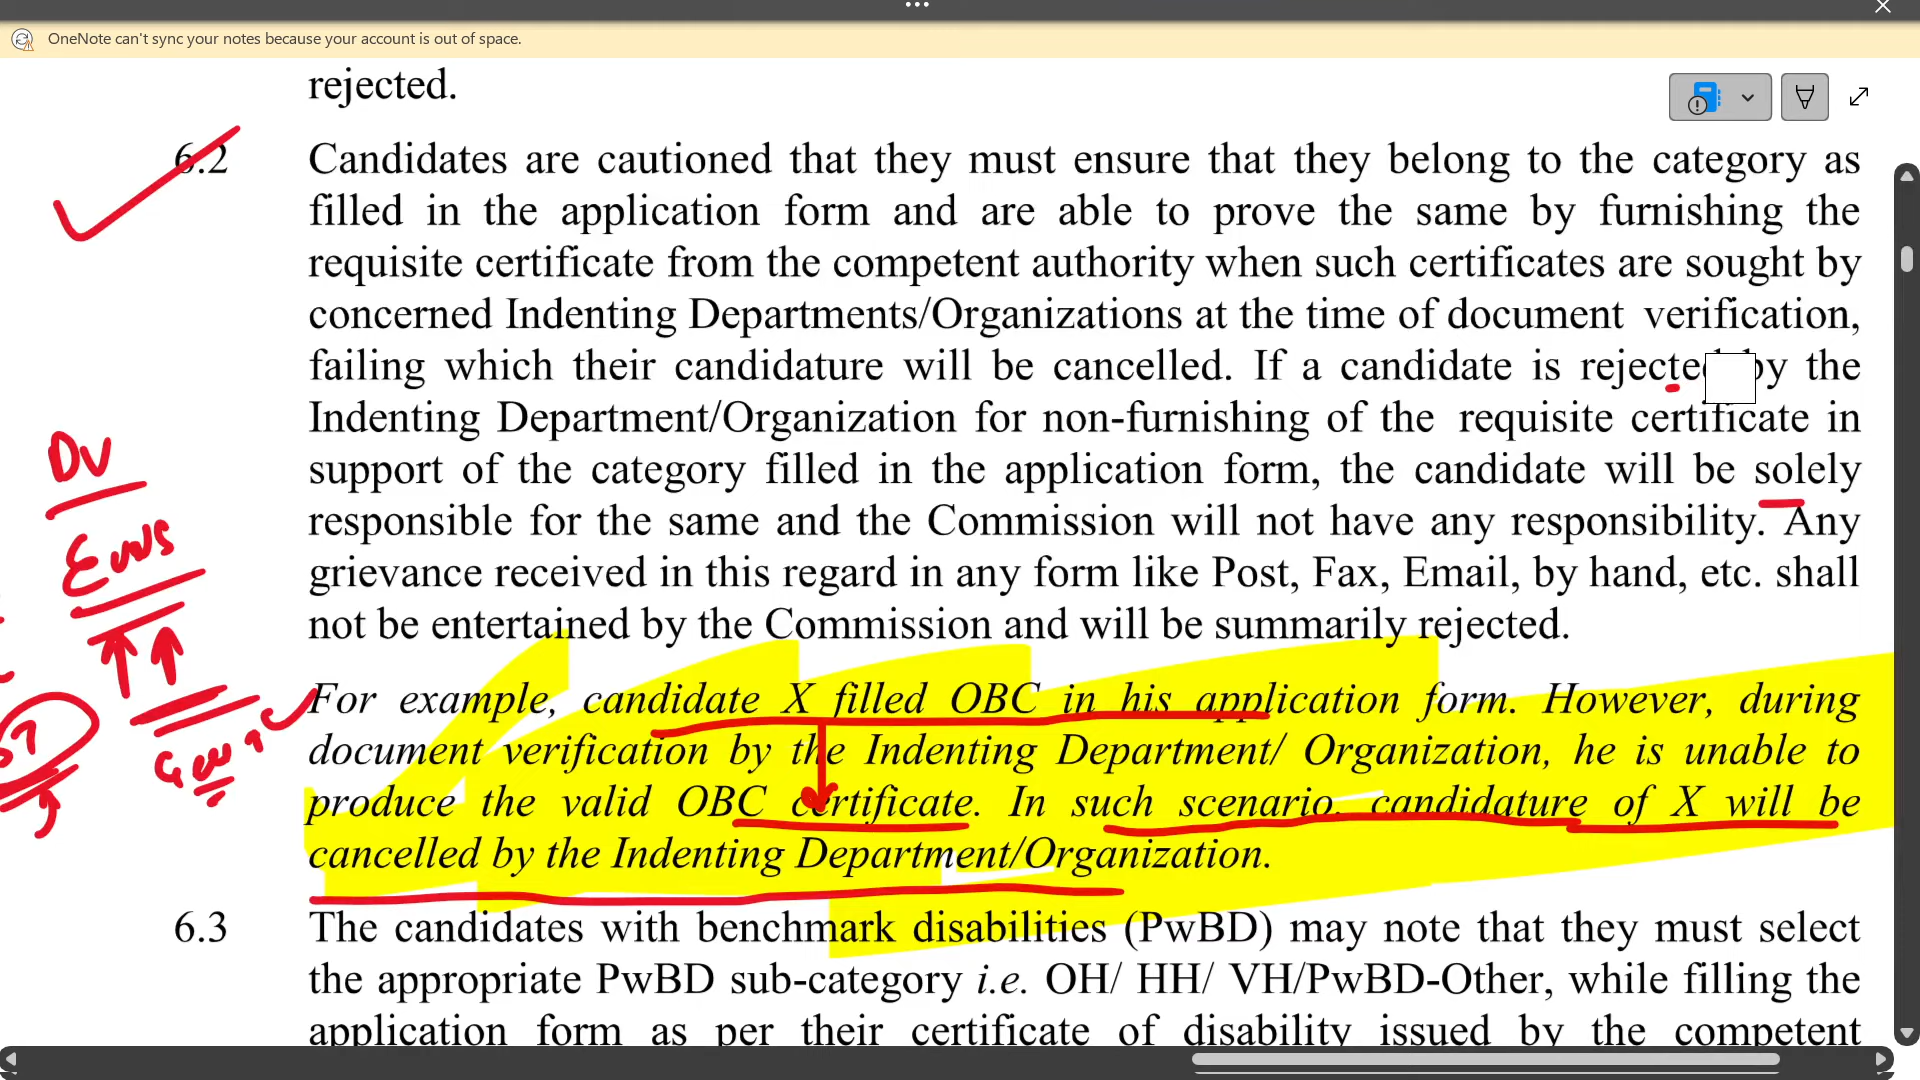 OneNote can't sync your notes because your account is out of space.
rejected.
6.2 Candidates are cautioned that they must ensure that they belong to the category as
filled in the application form and are able to prove the same by furnishing the
requisite certificate from the competent authority when such certificates are sought by
concerned Indenting Departments/Organizations at the time of document verification,
failing which their candidature will be cancelled. If a candidate is rejected by the
Indenting Department/Organization for non-furnishing of the requisite certificate in
support of the category filled in the application form, the candidate will be solely
responsible for the same and the Commission will not have any responsibility. Any
grievance received in this regard in any form like Post, Fax, Email, by hand, etc. shall
not be entertained by the Commission and will be summarily rejected.
DV
EWS
For example, candidate X filled OBC in his application form. However, during
document verification by the Indenting Department/ Organization, he is unable to
produce the valid OBC certificate. In such scenario, candidature of X will be
cancelled by the Indenting Department/Organization.
6.3 The candidates with benchmark disabilities (PwBD) may note that they must select
the appropriate PwBD sub-category i.e. OH/ HH/ VH/PwBD-Other, while filling the
application form as per their certificate of disability issued by the competent